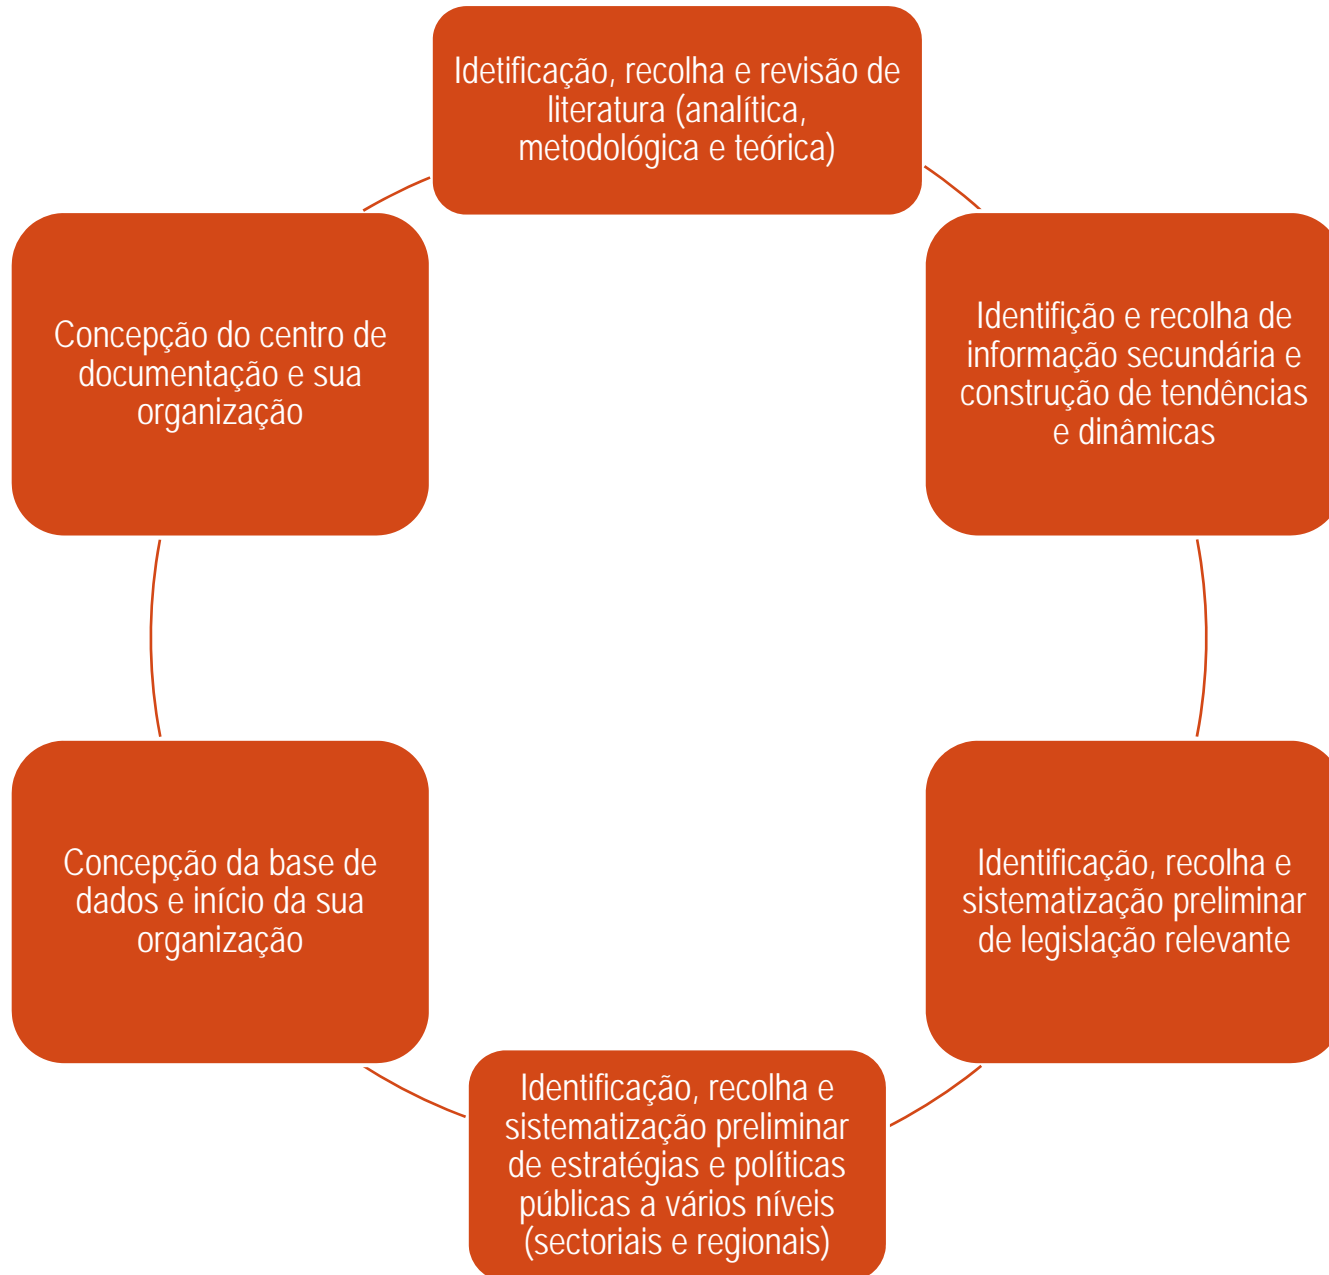 Idetificação, recolha e revisão de
literatura (analítica,
metodológica e teórica)
Identifição e recolha de
informação secundária e
construção de tendências
e dinâmicas
Identificação, recolha e
sistematização preliminar
de legislação relevante
Identificação, recolha e
sistematização preliminar
de estratégias e políticas
públicas a vários níveis
(sectoriais e regionais)
Concepção da base de
dados e início da sua
organização
Concepção do centro de
documentação e sua
organização